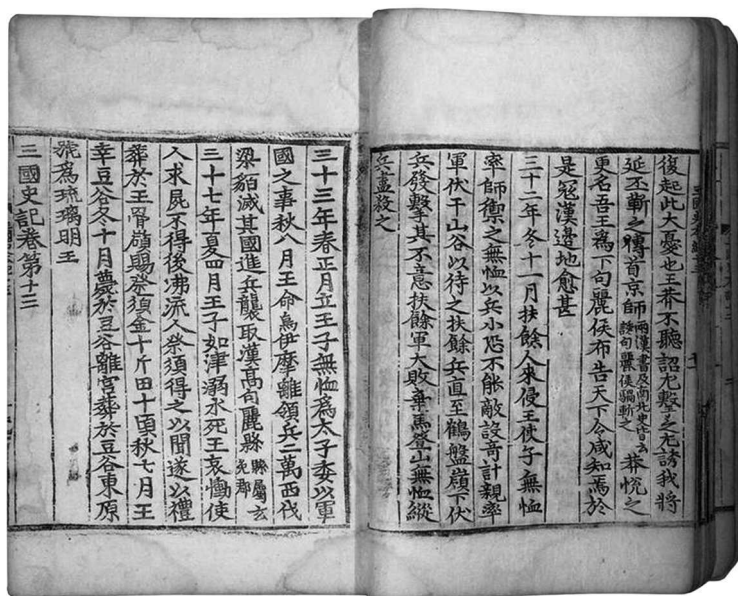 復起此大憂也王莽不聽詔尤擊之尤誘我將
延丕斬之傳首京師兩漢書及南北史皆云誘句麗侯騶斬之莽悅之
更名吾王爲下句麗侯布告天下令咸知焉於
是寇漢邊地愈甚
三十二年冬十一月扶餘人來侵王使子無恤
率師禦之無恤以兵小恐不能敵設奇計親率
軍伏于山谷以待之扶餘兵直至鶴盤嶺下伏
兵發擊其不意扶餘軍大敗棄馬登山無恤縱
兵盡殺之
三十三年春正月立王子無恤爲太子委以軍
國之事秋八月王命烏伊摩離領兵二萬西伐
梁貊滅其國進兵襲取漢高句麗縣縣屬玄菟郡
三十七年夏四月王子如津溺水死王哀慟使
人求屍不得後沸流人祭須得之以聞遂以禮
葬於王骨嶺賜祭須金十斤田十頃秋七月王
幸豆谷冬十月薨於豆谷離宮葬於豆谷東原
號爲琉璃明王
三國史記卷第十三